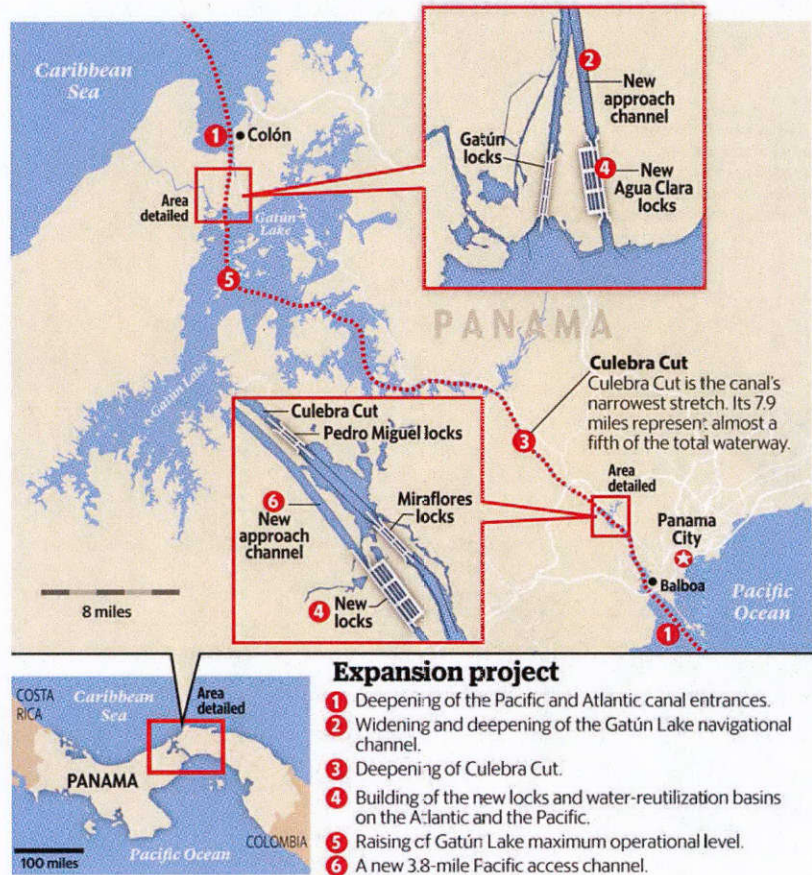 Caribbean
Sea
1
Colón
Area
detailed
Gatún
Lake
5
2
New
approach
channel
Gatún
locks
4
New
Agua Clara
locks
PANAMA
Gatún Lake
Culebra Cut
Culebra Cut is the canal's
narrowest stretch. Its 7.9
miles represent almost a
fifth of the total waterway.
3
Culebra Cut
Pedro Miguel locks
6
New
approach
channel
Miraflores
locks
4
New
locks
Area
detailed
Panama
City
Balboa
Pacific
Ocean
1
8 miles
COSTA
RICA
Caribbean
Sea
Area
detailed
PANAMA
COLOMBIA
Pacific Ocean
100 miles
Expansion project
1 Deepening of the Pacific and Atlantic canal entrances.
2 Widening and deepening of the Gatún Lake navigational
channel.
3 Deepening of Culebra Cut.
4 Building of the new locks and water-reutilization basins
on the Atlantic and the Pacific.
5 Raising of Gatún Lake maximum operational level.
6 A new 3.8-mile Pacific access channel.